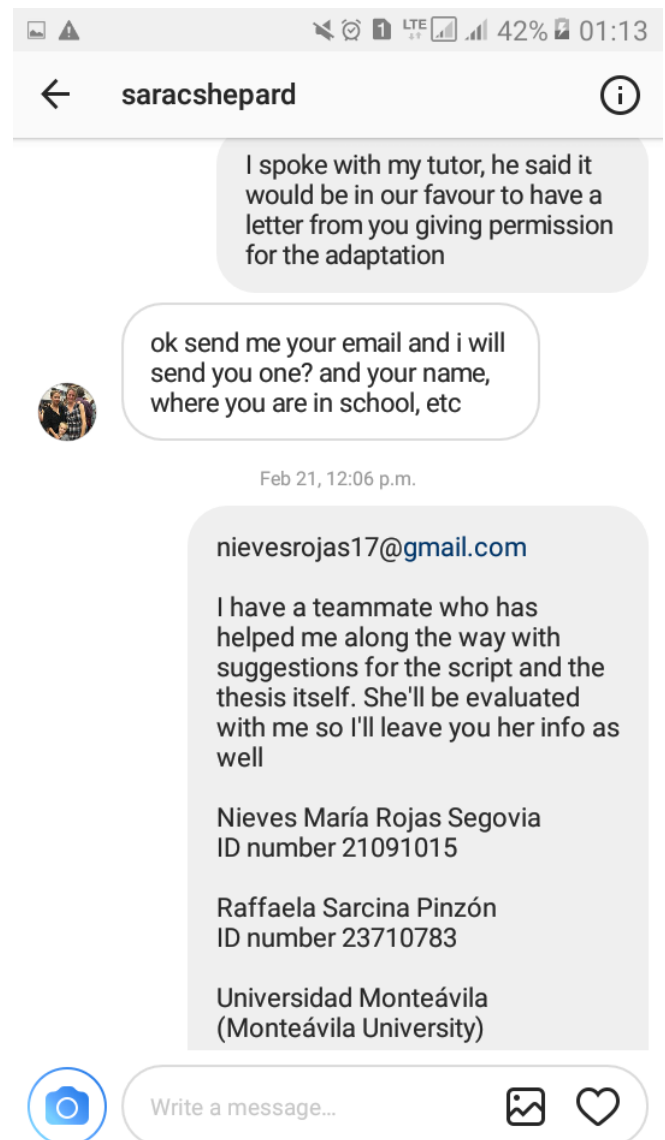 LTE 42% 01:13
saracshepard
I spoke with my tutor, he said it
would be in our favour to have a
letter from you giving permission
for the adaptation
ok send me your email and i will
send you one? and your name,
where you are in school, etc
Feb 21, 12:06 p.m.
nievesrojas17@gmail.com
I have a teammate who has
helped me along the way with
suggestions for the script and the
thesis itself. She'll be evaluated
with me so I'll leave you her info as
well
Nieves María Rojas Segovia
ID number 21091015
Raffaela Sarcina Pinzón
ID number 23710783
Universidad Monteávila
(Monteávila University)
Write a message...